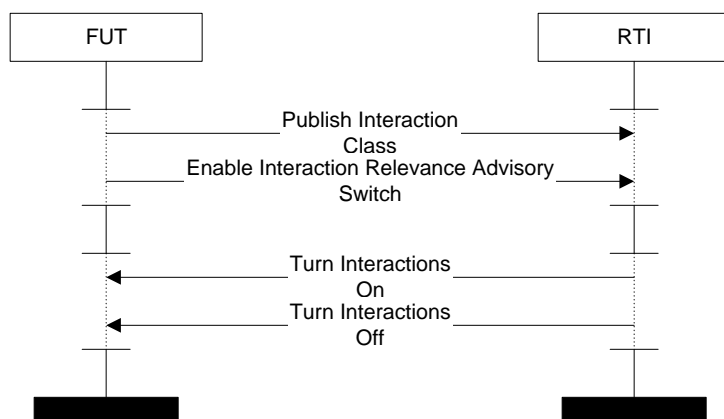 FUT
RTI
Publish Interaction
Class
Enable Interaction Relevance Advisory
Switch
Turn Interactions
On
Turn Interactions
Off